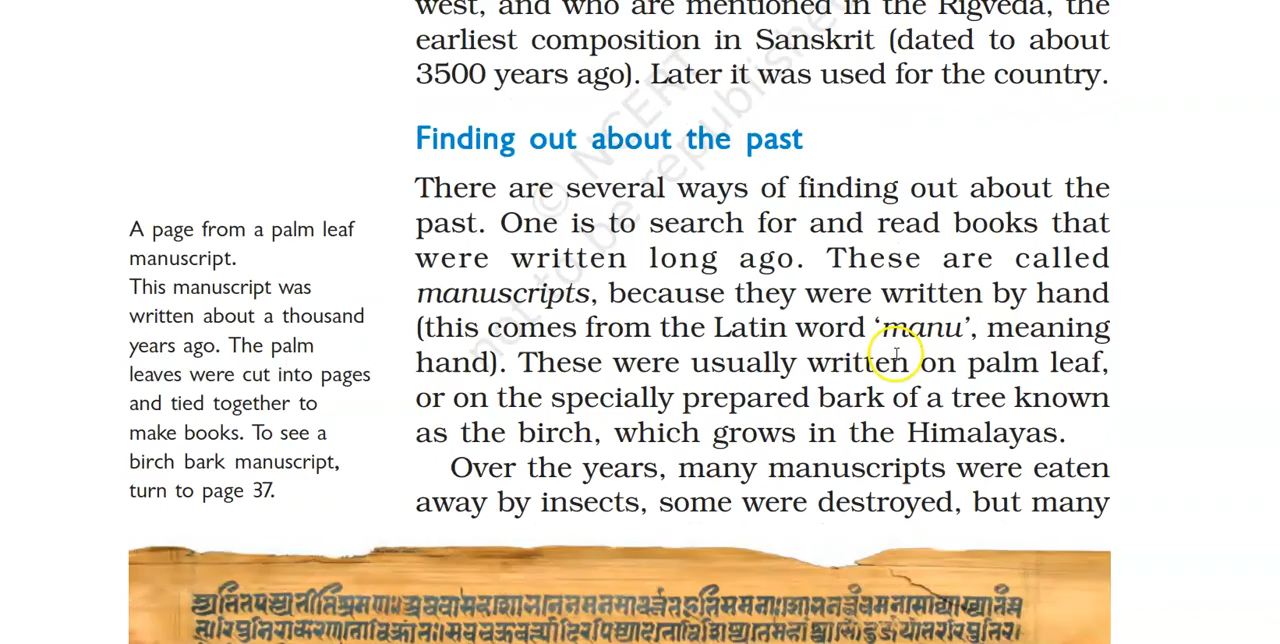 west, and who are mentioned in the Rigveda, the
earliest composition in Sanskrit (dated to about
3500 years ago). Later it was used for the country.
Finding out about the past
There are several ways of finding out about the
past. One is to search for and read books that
were written long ago. These are called
manuscripts, because they were written by hand
(this comes from the Latin word ‘manu’, meaning
hand). These were usually written on palm leaf,
or on the specially prepared bark of a tree known
as the birch, which grows in the Himalayas.
Over the years, many manuscripts were eaten
away by insects, some were destroyed, but many
A page from a palm leaf
manuscript.
This manuscript was
written about a thousand
years ago. The palm
leaves were cut into pages
and tied together to
make books. To see a
birch bark manuscript,
turn to page 37.
© NCERT
not to be republished